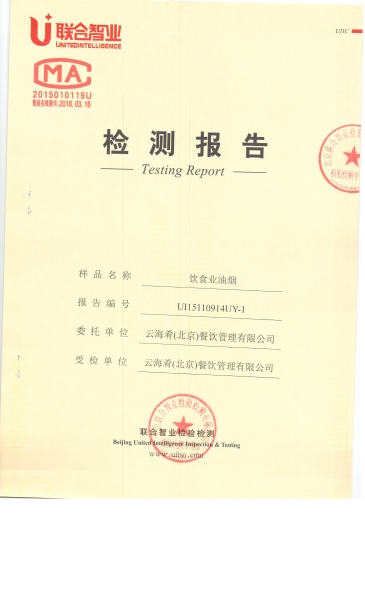 联合智业
UNITEDINTELLIGENCE
UIIC
MA
2015010119U
检测报告
Testing Report
样品名称 饮食业油烟
报告编号 UI15110914UY-1
委托单位 云海肴(北京)餐饮管理有限公司
受检单位 云海肴(北京)餐饮管理有限公司
联合智业检验检测
Beijing United Intelligence Inspection & Testing